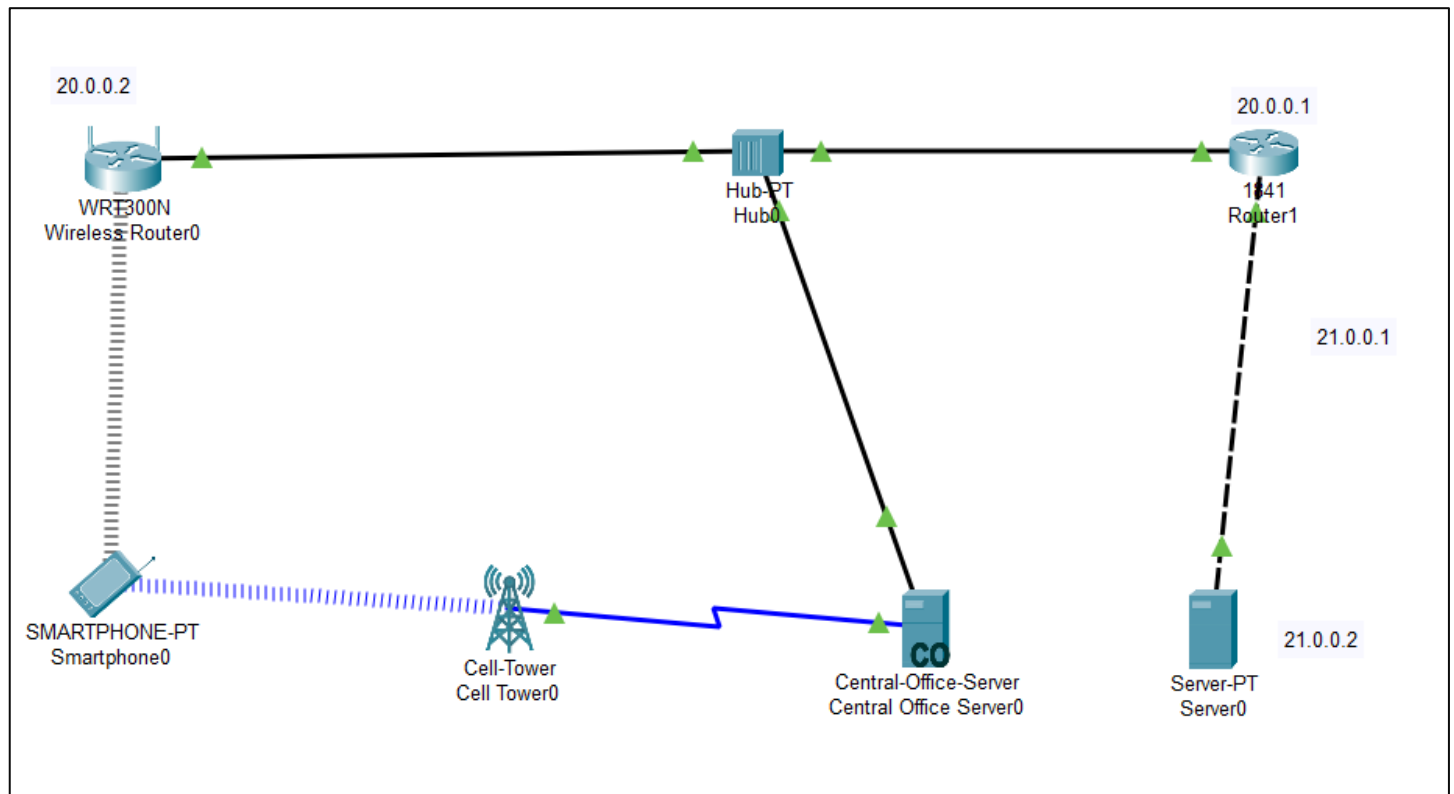 20.0.0.2
20.0.0.1
WRT300N
Wireless Router0
Hub-PT
Hub0
1841
Router1
21.0.0.1
SMARTPHONE-PT
Smartphone0
Cell-Tower
Cell Tower0
CO
Central-Office-Server
Central Office Server0
Server-PT
Server0
21.0.0.2